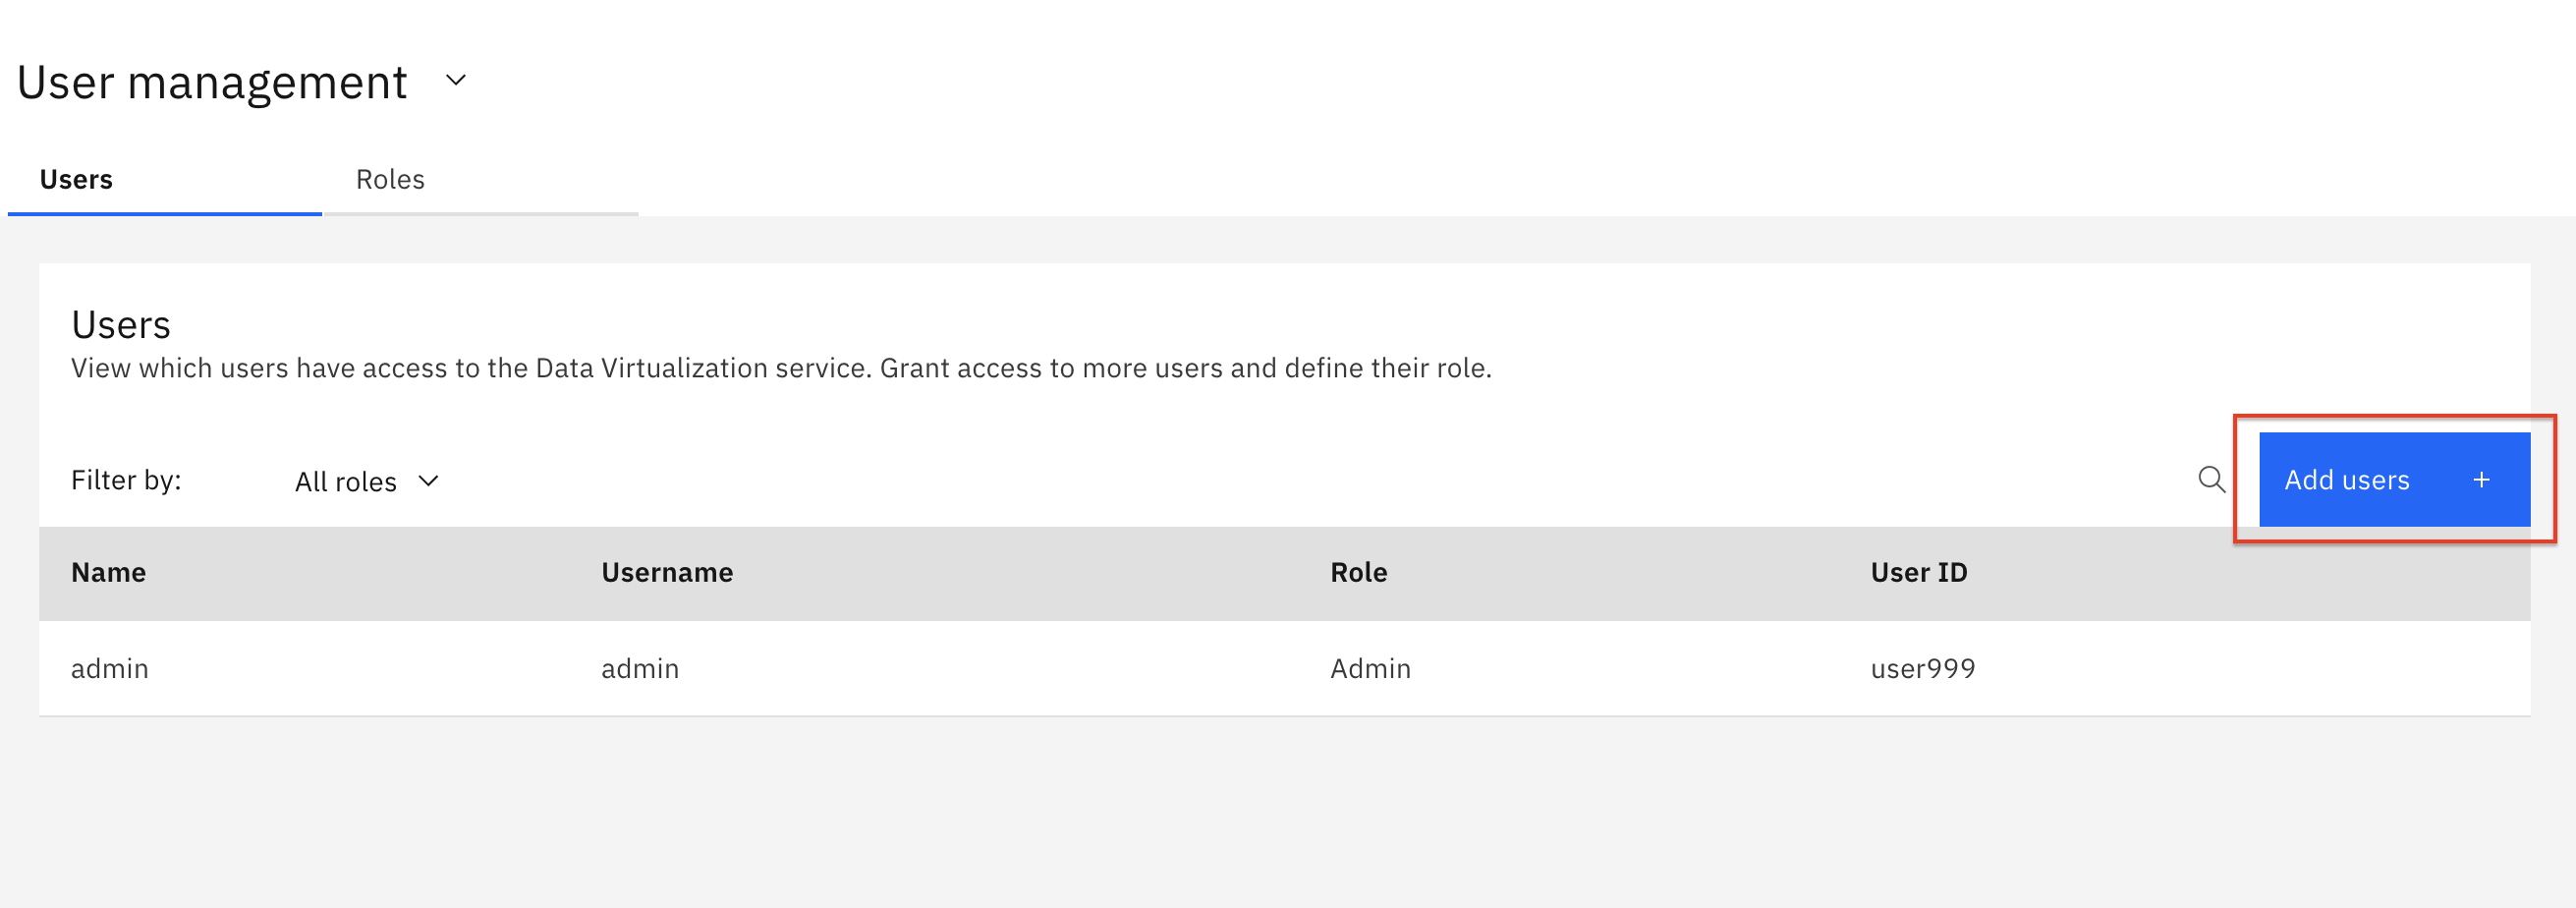 User management
Users Roles
Users
View which users have access to the Data Virtualization service. Grant access to more users and define their role.
Filter by: All roles Add users +
Name Username Role User ID
admin admin Admin user999